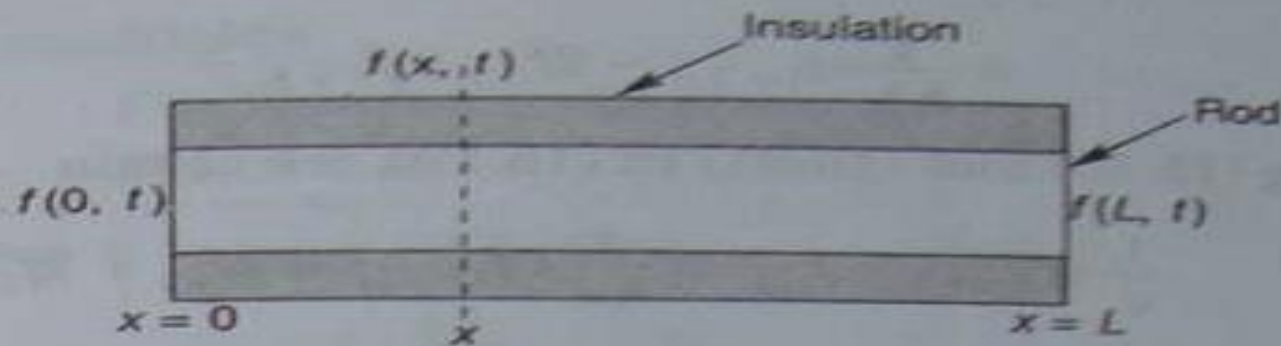 Insulation
f(x, t)
Rod
f(0, t)
f(L, t)
x = 0
x
x = L